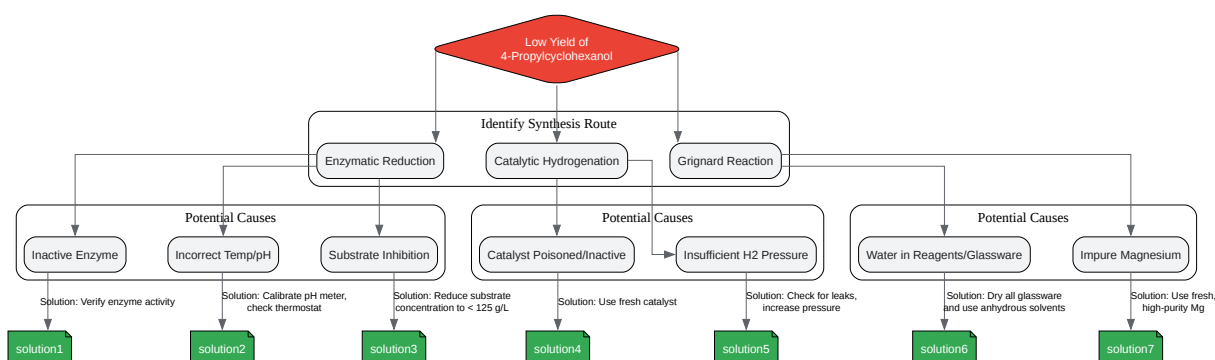 Low Yield of
4-Propylcyclohexanol
Identify Synthesis Route
Enzymatic Reduction
Catalytic Hydrogenation
Grignard Reaction
Potential Causes
Potential Causes
Potential Causes
Inactive Enzyme
Incorrect Temp/pH
Substrate Inhibition
Catalyst Poisoned/Inactive
Insufficient H2 Pressure
Water in Reagents/Glassware
Impure Magnesium
Solution: Verify enzyme activity
Solution: Calibrate pH meter,
check thermostat
Solution: Reduce substrate
concentration to < 125 g/L
Solution: Use fresh catalyst
Solution: Check for leaks,
increase pressure
Solution: Dry all glassware
and use anhydrous solvents
Solution: Use fresh,
high-purity Mg
solution1
solution2
solution3
solution4
solution5
solution6
solution7